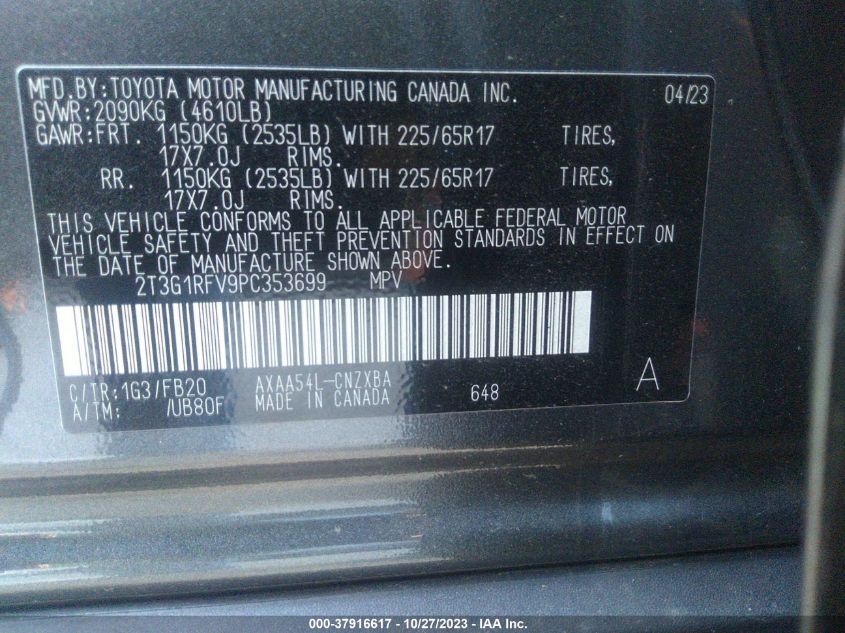 MFD.BY:TOYOTA MOTOR MANUFACTURING CANADA INC. 04/23
GVWR:2090KG (4610LB)
GAWR:FRT. 1150KG (2535LB) WITH 225/65R17 TIRES,
17X7.0J RIMS.
RR. 1150KG (2535LB) WITH 225/65R17 TIRES,
17X7.0J RIMS.
THIS VEHICLE CONFORMS TO ALL APPLICABLE FEDERAL MOTOR
VEHICLE SAFETY AND THEFT PREVENTION STANDARDS IN EFFECT ON
THE DATE OF MANUFACTURE SHOWN ABOVE.
2T3G1RFV9PC353699 MPV
C/TR:1G3/FB20 AXAA54L-CNZXBA A
A/TM: /UB80F MADE IN CANADA 648
000-37916617 - 10/27/2023 - IAA Inc.